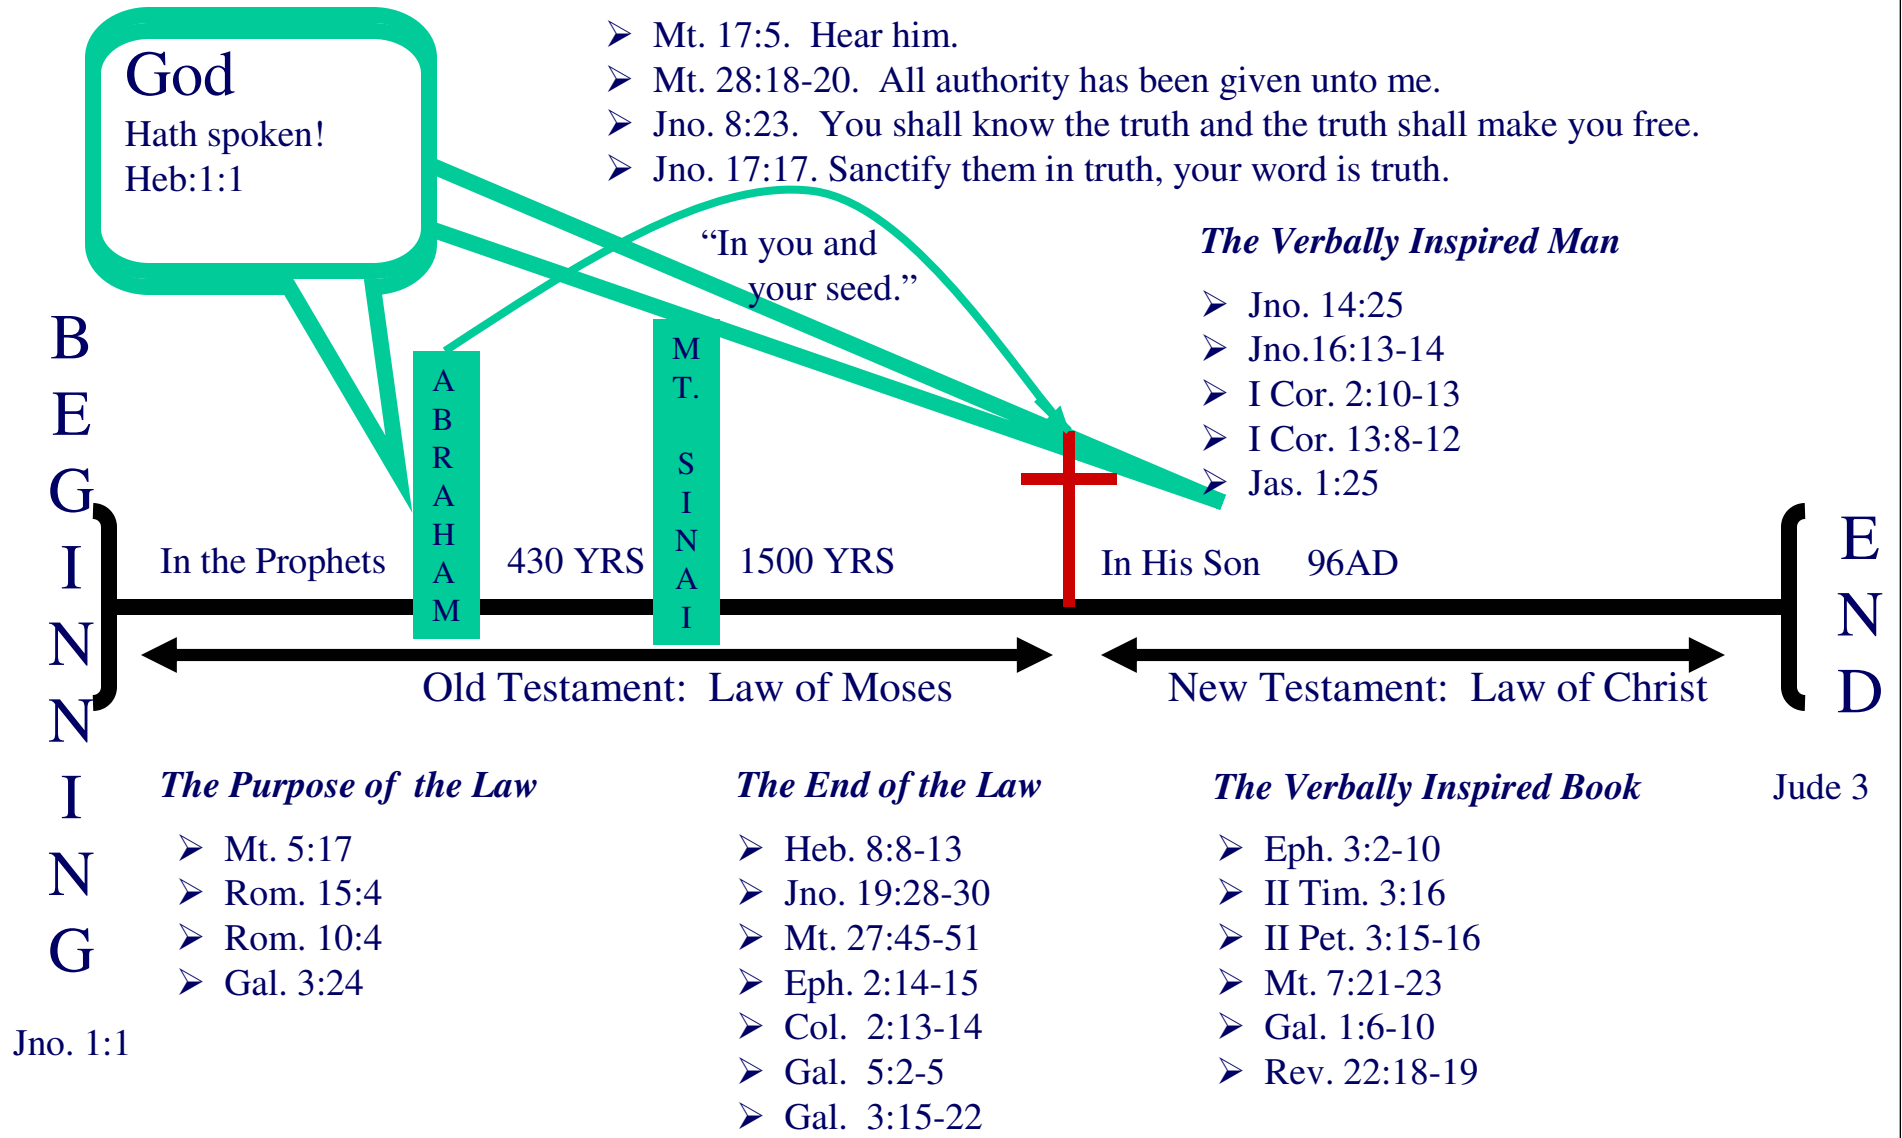 God
Hath spoken!
Heb:1:1
➢ Mt. 17:5.  Hear him.
➢ Mt. 28:18-20.  All authority has been given unto me.
➢ Jno. 8:23.  You shall know the truth and the truth shall make you free.
➢ Jno. 17:17. Sanctify them in truth, your word is truth.
“In you and
your seed.”
The Verbally Inspired Man
➢ Jno. 14:25
➢ Jno.16:13-14
➢ I Cor. 2:10-13
➢ I Cor. 13:8-12
➢ Jas. 1:25
BEGINNING
Jno. 1:1
In the Prophets
ABRAHAM
430 YRS
MT. SINAI
1500 YRS
In His Son
96AD
END
Jude 3
Old Testament:  Law of Moses
New Testament:  Law of Christ
The Purpose of  the Law
➢ Mt. 5:17
➢ Rom. 15:4
➢ Rom. 10:4
➢ Gal. 3:24
The End of the Law
➢ Heb. 8:8-13
➢ Jno. 19:28-30
➢ Mt. 27:45-51
➢ Eph. 2:14-15
➢ Col.  2:13-14
➢ Gal.  5:2-5
➢ Gal.  3:15-22
The Verbally Inspired Book
➢ Eph. 3:2-10
➢ II Tim. 3:16
➢ II Pet. 3:15-16
➢ Mt. 7:21-23
➢ Gal. 1:6-10
➢ Rev. 22:18-19